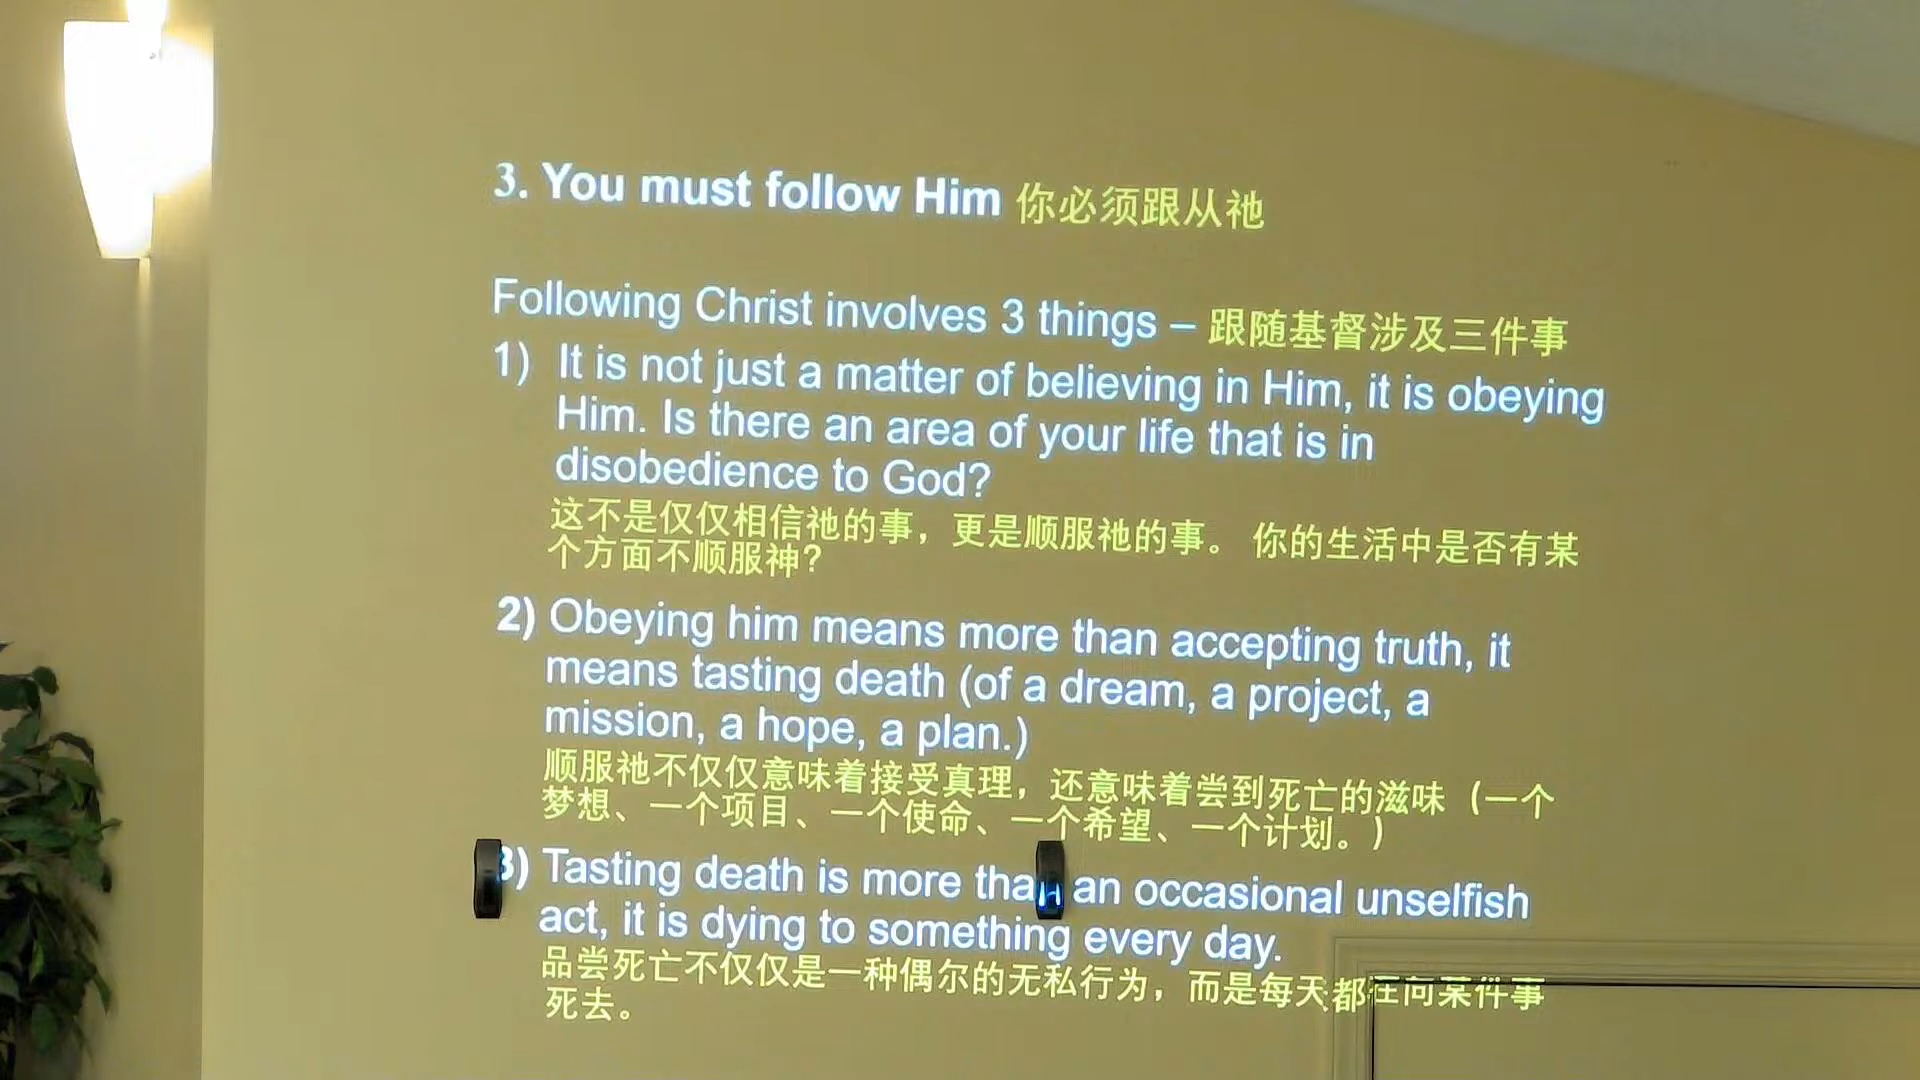 3. You must follow Him 你必须跟从祂
Following Christ involves 3 things – 跟随基督涉及三件事
1) It is not just a matter of believing in Him, it is obeying
Him. Is there an area of your life that is in
disobedience to God?
这不是仅仅相信祂的事，更是顺服祂的事。 你的生活中是否有某
个方面不顺服神？
2) Obeying him means more than accepting truth, it
means tasting death (of a dream, a project, a
mission, a hope, a plan.)
顺服祂不仅仅意味着接受真理，还意味着尝到死亡的滋味（一个
梦想、一个项目、一个使命、一个希望、一个计划。）
3) Tasting death is more than an occasional unselfish
act, it is dying to something every day.
品尝死亡不仅仅是一种偶尔的无私行为，而是每天都在向某件事
死去。